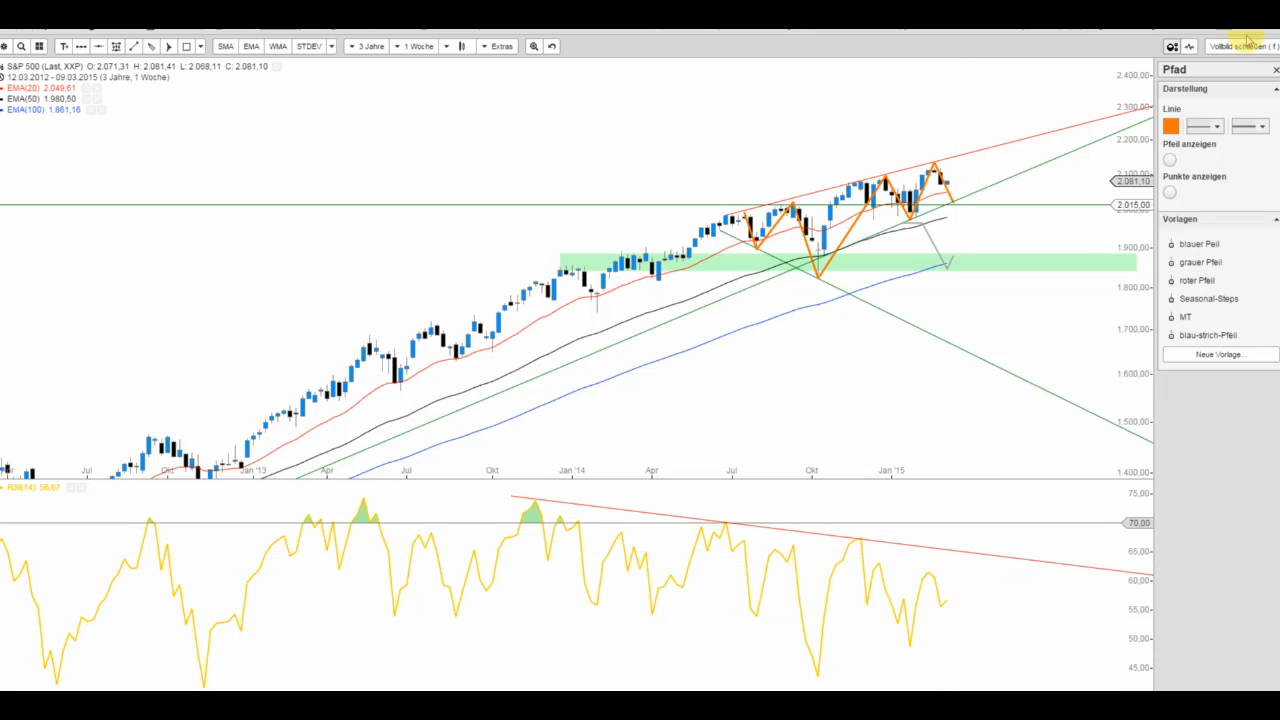 SMA EMA WMA STDEV 3 Jahre 1 Woche Extras Vollbild schließen ( f )
S&P 500 (Last, XXP) O: 2.071,31 H: 2.081,41 L: 2.068,11 C: 2.081,10
12.03.2012 - 09.03.2015 (3 Jahre, 1 Woche)
EMA(20) 2.049,61
EMA(50) 1.980,50
EMA(100) 1.861,16
2.400,00
2.300,00
2.200,00
2.100,00
2.081,10
2.015,00
1.900,00
1.800,00
1.700,00
1.600,00
1.500,00
1.400,00
Jul Okt Jan '13 Apr Jul Okt Jan '14 Apr Jul Okt Jan '15
RSI(14) 56,67
75,00
70,00
65,00
60,00
55,00
50,00
45,00
Pfad
Darstellung
Linie
Pfeil anzeigen
Punkte anzeigen
Vorlagen
blauer Peil
grauer Pfeil
roter Pfeil
Seasonal-Steps
MT
blau-strich-Pfeil
Neue Vorlage...